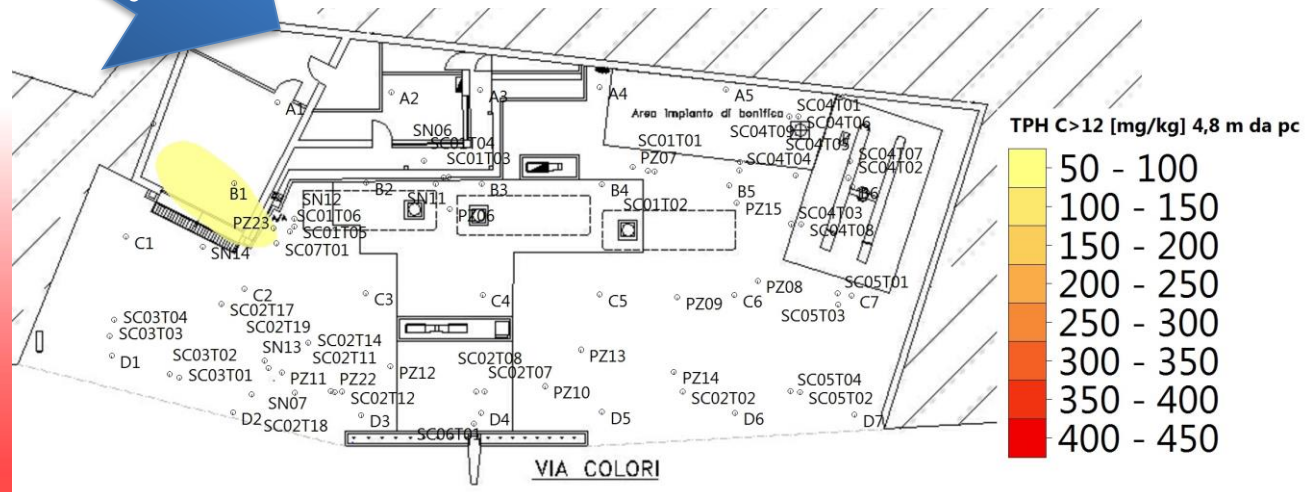 A1
A2
A3
A4
A5
Area impianto di bonifica
SC04T01
SC04T06
SC04T09
SC04T05
SN06
SC01T04
SC01T03
SC01T01
PZ07
SC04T04
SC04T07
SC04T02
B1
B2
B3
B4
B5
B6
SN12
SN11
SC01T02
PZ15
PZ23
SC01T06
SC01T05
PZ06
SC04T03
SC04T08
C1
SN14
SC07T01
C2
C3
C4
C5
PZ09
C6
PZ08
SC05T01
C7
SC05T03
SC02T17
SC02T19
SC03T04
SC03T03
D1
SC03T02
SC03T01
SN13
SC02T14
SC02T11
PZ11
PZ22
SC02T12
PZ12
SC02T08
SC02T07
PZ13
PZ10
PZ14
SC02T02
SC05T04
SC05T02
SN07
D2
SC02T18
D3
SC06T01
D4
D5
D6
D7
VIA COLORI
TPH C>12 [mg/kg] 4,8 m da pc
50 - 100
100 - 150
150 - 200
200 - 250
250 - 300
300 - 350
350 - 400
400 - 450